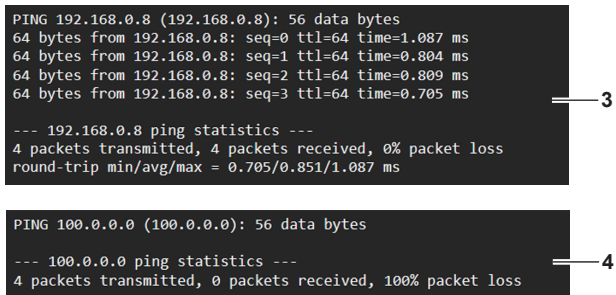 PING 192.168.0.8 (192.168.0.8): 56 data bytes
64 bytes from 192.168.0.8: seq=0 ttl=64 time=1.087 ms
64 bytes from 192.168.0.8: seq=1 ttl=64 time=0.804 ms
64 bytes from 192.168.0.8: seq=2 ttl=64 time=0.809 ms
64 bytes from 192.168.0.8: seq=3 ttl=64 time=0.705 ms
3
--- 192.168.0.8 ping statistics ---
4 packets transmitted, 4 packets received, 0% packet loss
round-trip min/avg/max = 0.705/0.851/1.087 ms
PING 100.0.0.0 (100.0.0.0): 56 data bytes
--- 100.0.0.0 ping statistics ---
4
4 packets transmitted, 0 packets received, 100% packet loss